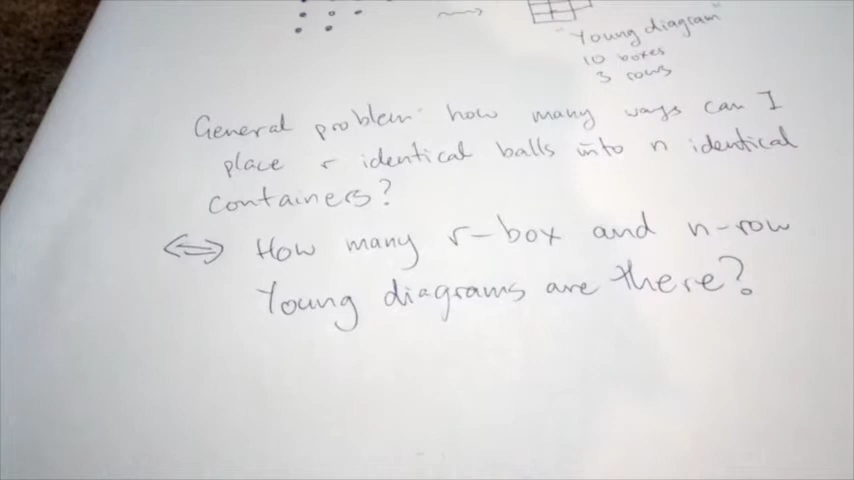 "Young diagram"
10 boxes
3 rows
General problem: how many ways can I
place r identical balls into n identical
containers?
⟺ How many r-box and n-row
Young diagrams are there?